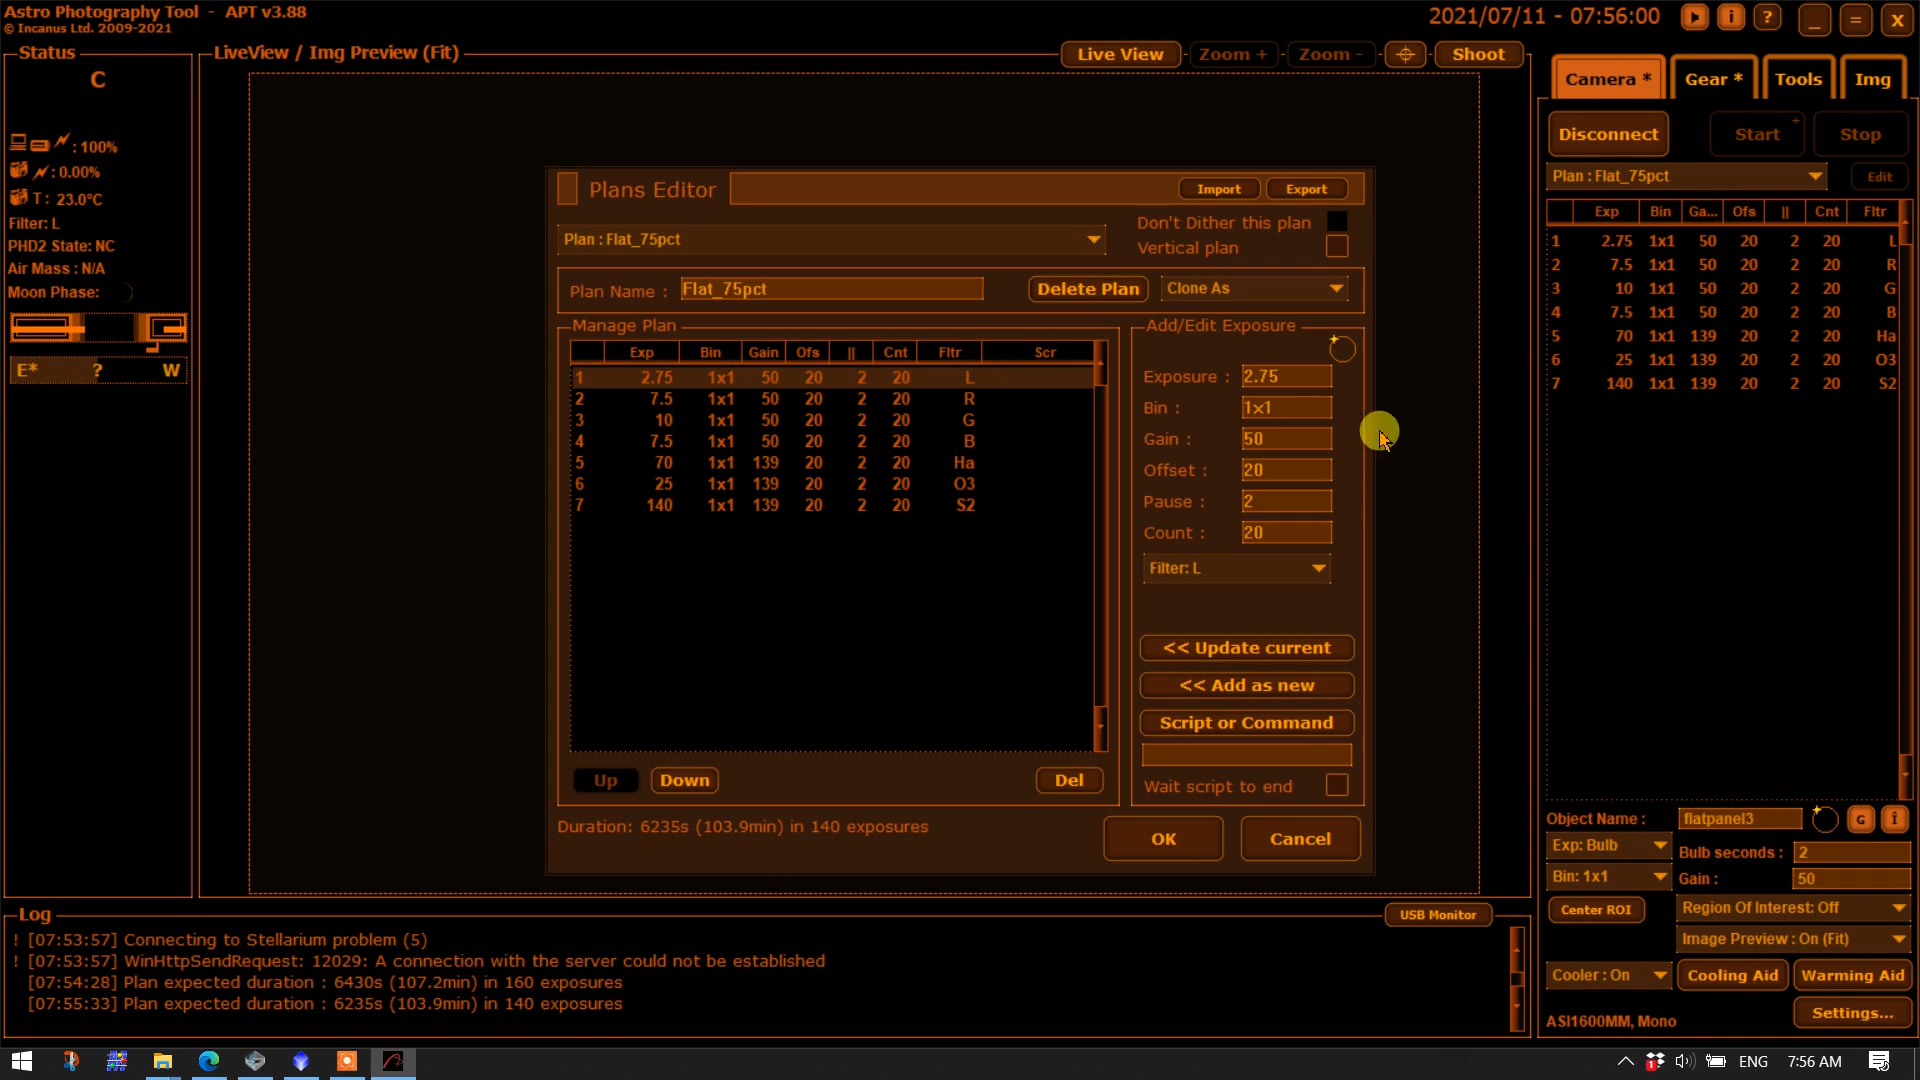 Astro Photography Tool - APT v3.88
© Incanus Ltd. 2009-2021
2021/07/11 - 07:56:00
i ? _ = X
Status
C
: 100%
: 0.00%
T : 23.0°C
Filter: L
PHD2 State: NC
Air Mass : N/A
Moon Phase:
E* ? W
LiveView / Img Preview (Fit)
Live View - Zoom + - Zoom - - Shoot
Plans Editor Import Export
Plan : Flat_75pct
Don't Dither this plan
Vertical plan
Plan Name : Flat_75pct Delete Plan Clone As
Manage Plan
Exp Bin Gain Ofs || Cnt Fltr Scr
1 2.75 1x1 50 20 2 20 L
2 7.5 1x1 50 20 2 20 R
3 10 1x1 50 20 2 20 G
4 7.5 1x1 50 20 2 20 B
5 70 1x1 139 20 2 20 Ha
6 25 1x1 139 20 2 20 O3
7 140 1x1 139 20 2 20 S2
Up Down Del
Add/Edit Exposure
Exposure : 2.75
Bin : 1x1
Gain : 50
Offset : 20
Pause : 2
Count : 20
Filter: L
<< Update current
<< Add as new
Script or Command
Wait script to end
Duration: 6235s (103.9min) in 140 exposures
OK Cancel
Camera * Gear * Tools Img
Disconnect Start + Stop
Plan : Flat_75pct Edit
Exp Bin Ga... Ofs || Cnt Fltr
1 2.75 1x1 50 20 2 20 L
2 7.5 1x1 50 20 2 20 R
3 10 1x1 50 20 2 20 G
4 7.5 1x1 50 20 2 20 B
5 70 1x1 139 20 2 20 Ha
6 25 1x1 139 20 2 20 O3
7 140 1x1 139 20 2 20 S2
Object Name : flatpanel3 G i
Exp: Bulb Bulb seconds : 2
Bin: 1x1 Gain : 50
Center ROI Region Of Interest: Off
Image Preview : On (Fit)
Cooler : On Cooling Aid Warming Aid
ASI1600MM, Mono Settings...
Log USB Monitor
! [07:53:57] Connecting to Stellarium problem (5)
! [07:53:57] WinHttpSendRequest: 12029: A connection with the server could not be established
[07:54:28] Plan expected duration : 6430s (107.2min) in 160 exposures
[07:55:33] Plan expected duration : 6235s (103.9min) in 140 exposures
1 ENG 7:56 AM